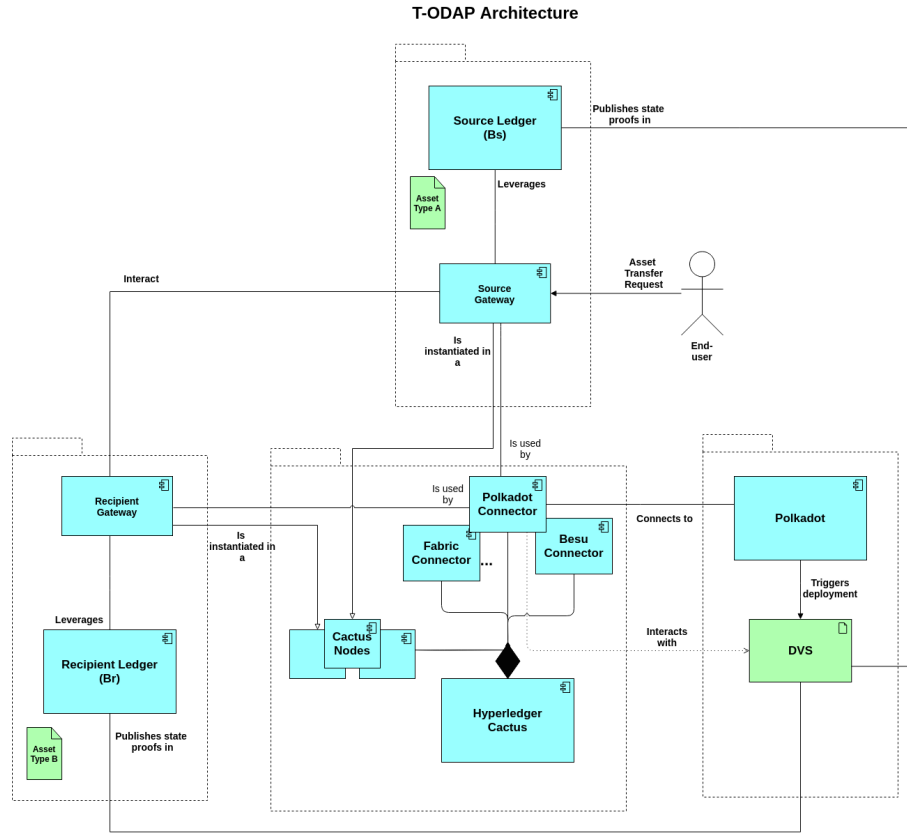 T-ODAP Architecture
Source Ledger
(Bs)
Publishes state
proofs in
Leverages
Asset
Type A
Source
Gateway
Asset
Transfer
Request
End-
user
Interact
Is
instantiated in
a
Is used
by
Recipient
Gateway
Is used
by
Polkadot
Connector
Connects to
Polkadot
Is
instantiated in
a
Fabric
Connector
...
Besu
Connector
Triggers
deployment
Leverages
Cactus
Nodes
Interacts
with
DVS
Recipient Ledger
(Br)
Hyperledger
Cactus
Asset
Type B
Publishes state
proofs in